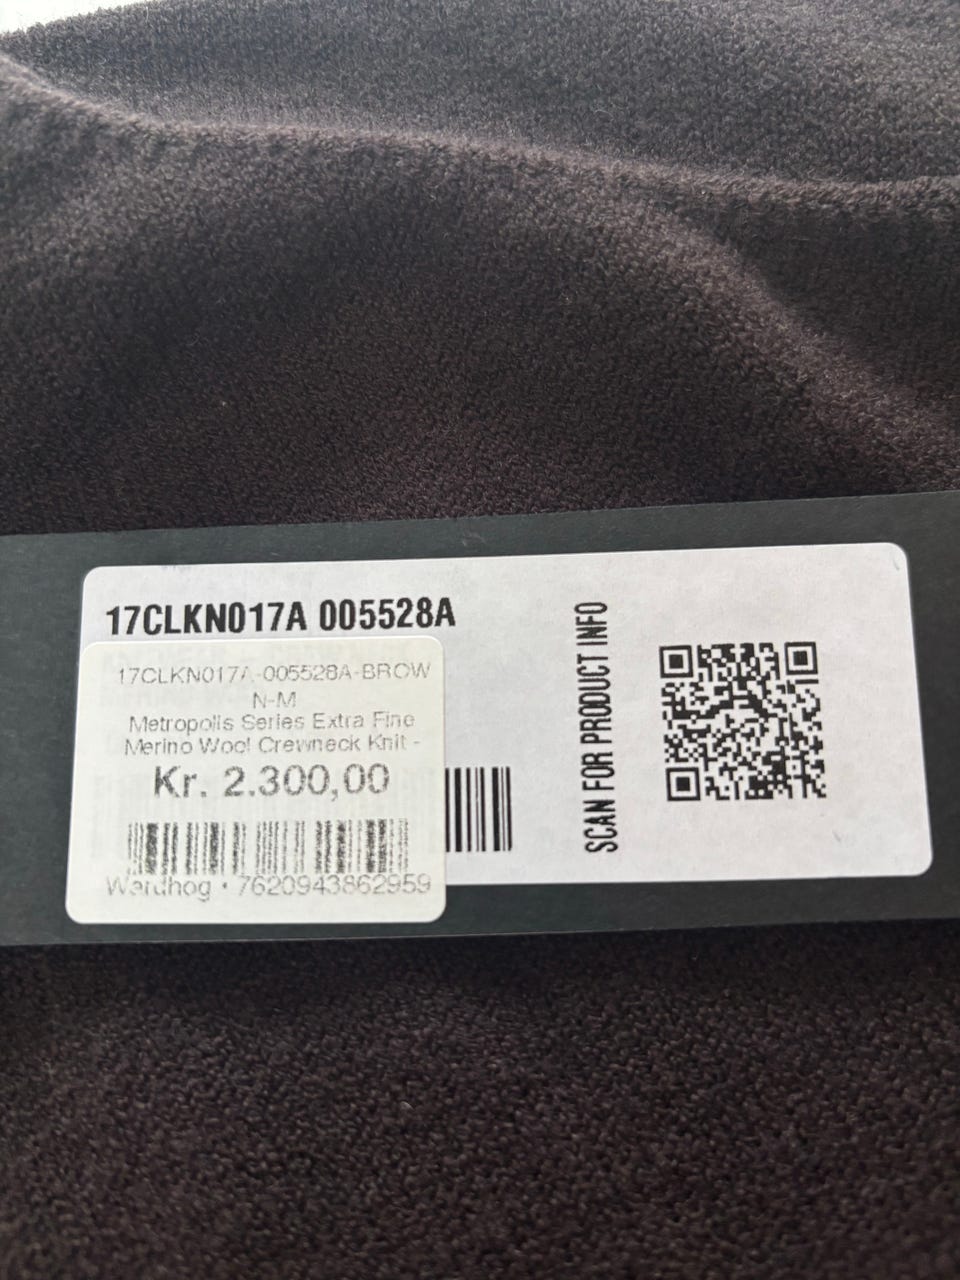 17CLKN017A 005528A
17CLKN017A-005528A-BROW
N-M
Metropolis Series Extra Fine
Merino Wool Crewneck Knit -
Kr. 2.300,00
Wardhog • 7620943862959
SCAN FOR PRODUCT INFO